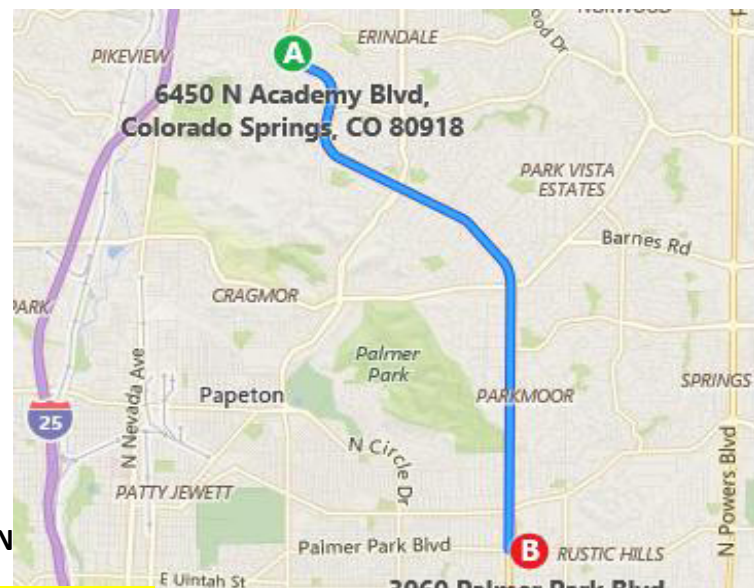 PIKEVIEW
ERINDALE
A
6450 N Academy Blvd,
Colorado Springs, CO 80918
PARK VISTA
ESTATES
Barnes Rd
CRAGMOR
Palmer
Park
PARKMOOR
SPRINGS
Papeton
25
N Nevada Ave
N Circle Dr
N Powers Blvd
PATTY JEWETT
N
Palmer Park Blvd
B
RUSTIC HILLS
E Uintah St